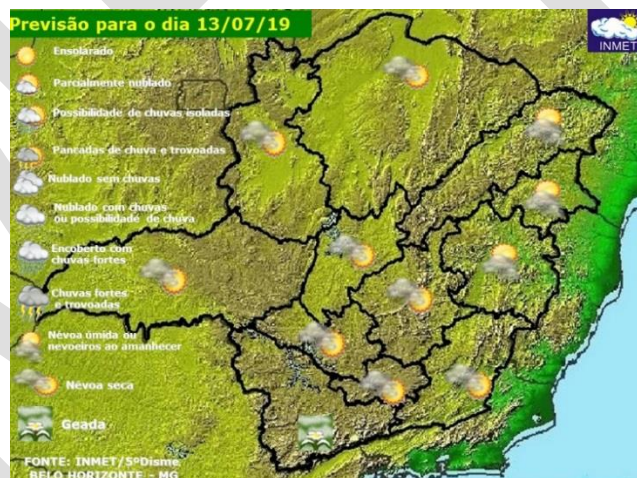 Previsão para o dia 13/07/19
INMET
Ensolarado
Parcialmente nublado
Possibilidade de chuvas isoladas
Pancadas de chuva e trovoadas
Nublado sem chuvas
Nublado com chuvas
ou possibilidade de chuva
Encoberto com
chuvas fortes
Chuvas fortes
e trovoadas
Névoa úmida ou
nevoeiros ao amanhecer
Névoa seca
Geada
FONTE: INMET/5ºDisme
BELO HORIZONTE - MG